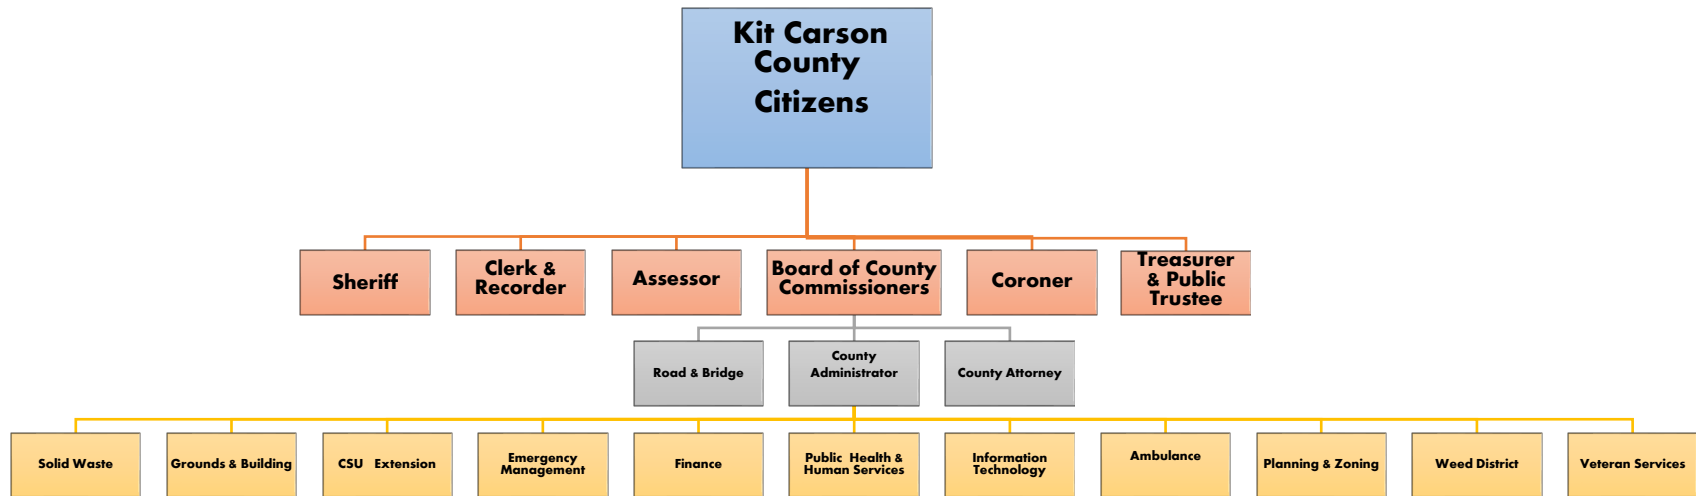 Kit Carson
County
Citizens
Sheriff
Clerk &
Recorder
Assessor
Board of County
Commissioners
Coroner
Treasurer
& Public
Trustee
Road & Bridge
County
Administrator
County Attorney
Solid Waste
Grounds & Building
CSU Extension
Emergency
Management
Finance
Public Health &
Human Services
Information
Technology
Ambulance
Planning & Zoning
Weed District
Veteran Services